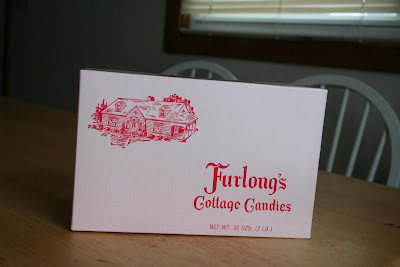 Furlong's
Cottage Candies
NET WT. 32 OZS. (2 LB.)